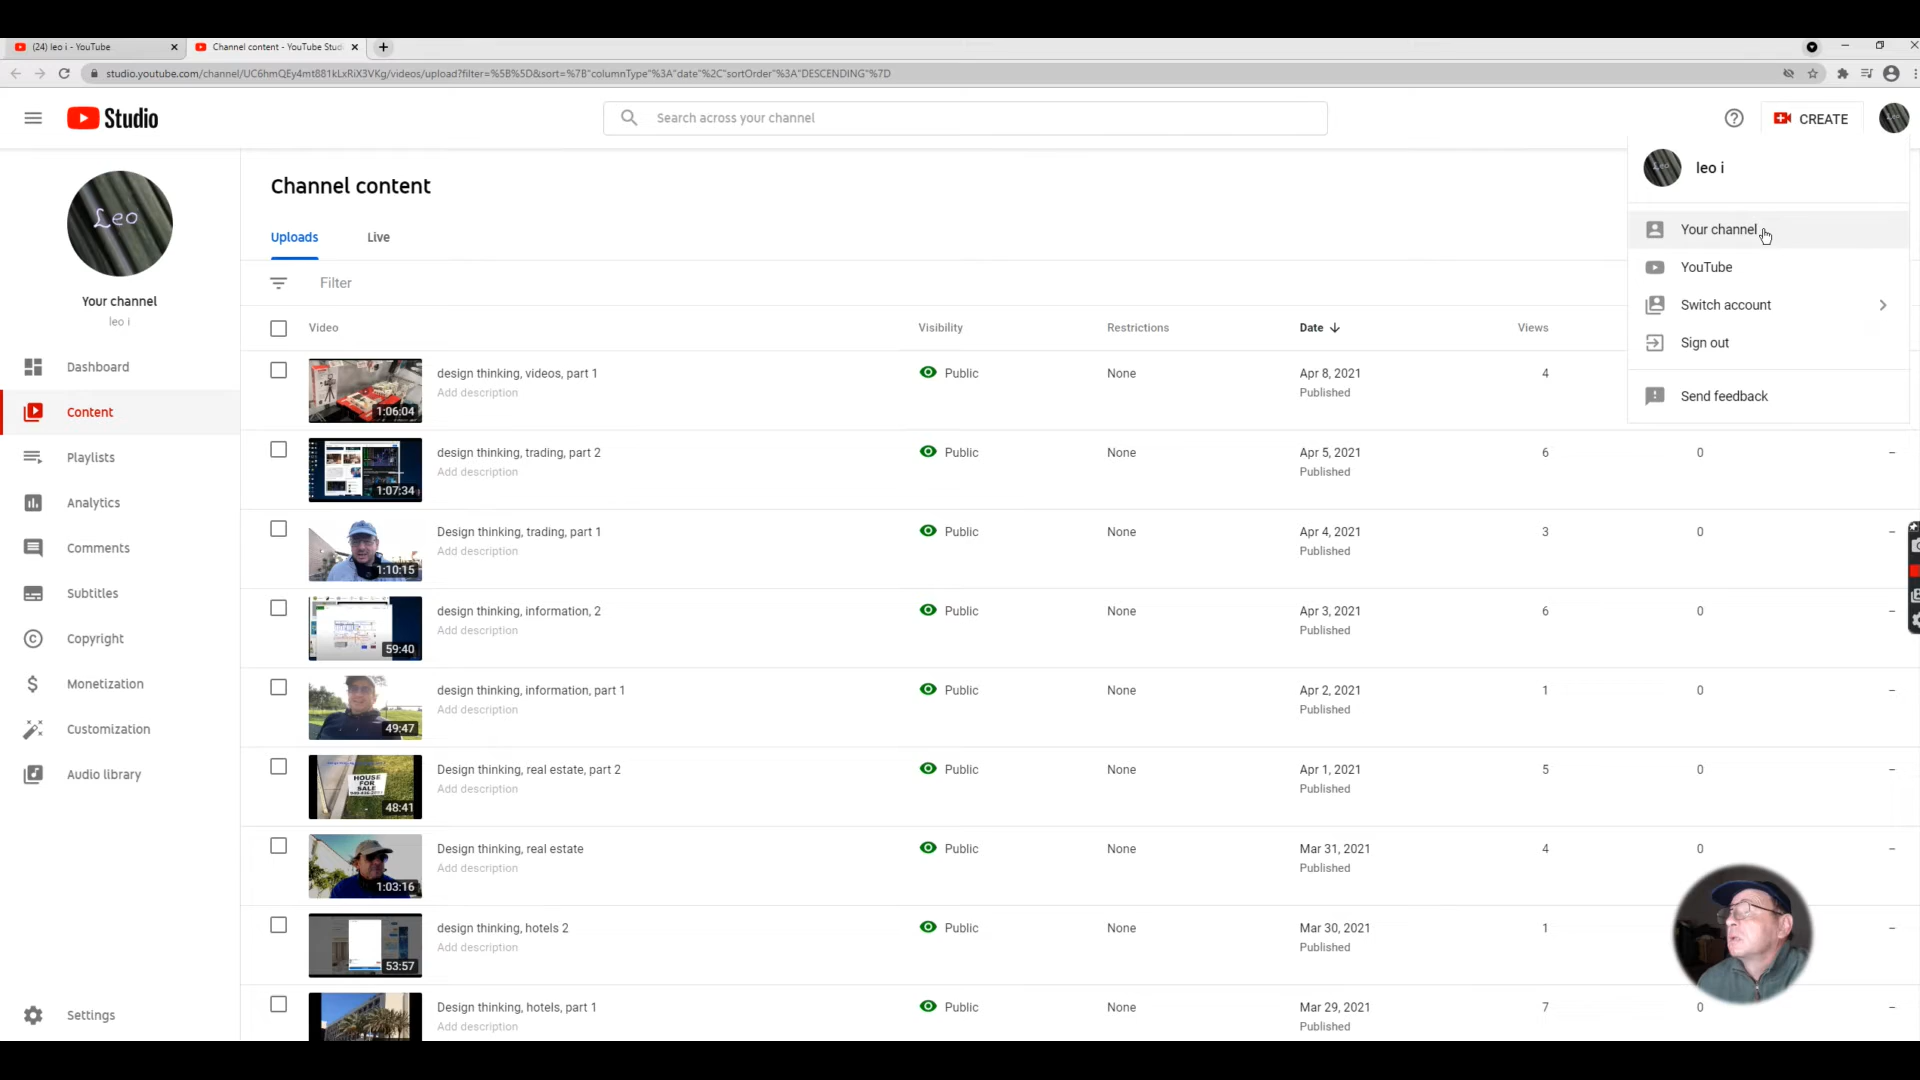 (24) leo i - YouTube
Channel content - YouTube Stud
studio.youtube.com/channel/UC6hmQEy4mt881kLxRiX3VKg/videos/upload?filter=%5B%5D&sort=%7B"columnType"%3A"date"%2C"sortOrder"%3A"DESCENDING"%7D
Studio
Search across your channel
CREATE
leo i
Your channel
YouTube
Switch account
Sign out
Send feedback
Leo
Your channel
leo i
Dashboard
Content
Playlists
Analytics
Comments
Subtitles
Copyright
Monetization
Customization
Audio library
Settings
Channel content
Uploads Live
Filter
Video Visibility Restrictions Date Views
design thinking, videos, part 1 Public None Apr 8, 2021 4
1:06:04 Add description Published
design thinking, trading, part 2 Public None Apr 5, 2021 6 0 –
1:07:34 Add description Published
Design thinking, trading, part 1 Public None Apr 4, 2021 3 0 –
1:10:15 Add description Published
design thinking, information, 2 Public None Apr 3, 2021 6 0 –
59:40 Add description Published
design thinking, information, part 1 Public None Apr 2, 2021 1 0 –
49:47 Add description Published
Design thinking, real estate, part 2 Public None Apr 1, 2021 5 0 –
HOUSE
FOR
SALE
48:41 Add description Published
Design thinking, real estate Public None Mar 31, 2021 4 0 –
1:03:16 Add description Published
design thinking, hotels 2 Public None Mar 30, 2021 1 0 –
53:57 Add description Published
Design thinking, hotels, part 1 Public None Mar 29, 2021 7 0 –
Add description Published